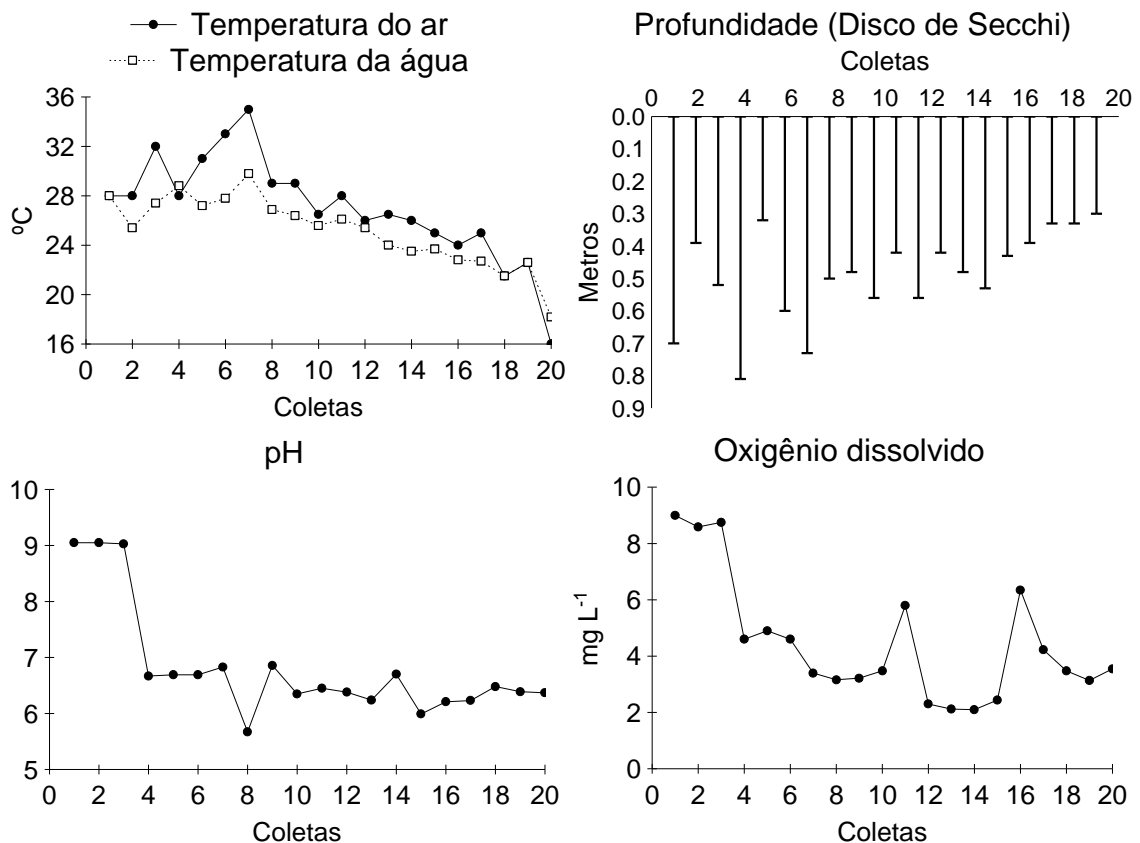 Temperatura do ar
Temperatura da água
36
32
28
24
20
16
ºC
0 2 4 6 8 10 12 14 16 18 20
Coletas
Profundidade (Disco de Secchi)
Coletas
0 2 4 6 8 10 12 14 16 18 20
0.0
0.1
0.2
0.3
0.4
0.5
0.6
0.7
0.8
0.9
Metros
pH
10
9
8
7
6
5
0 2 4 6 8 10 12 14 16 18 20
Coletas
Oxigênio dissolvido
10
8
6
4
2
0
mg L⁻¹
0 2 4 6 8 10 12 14 16 18 20
Coletas